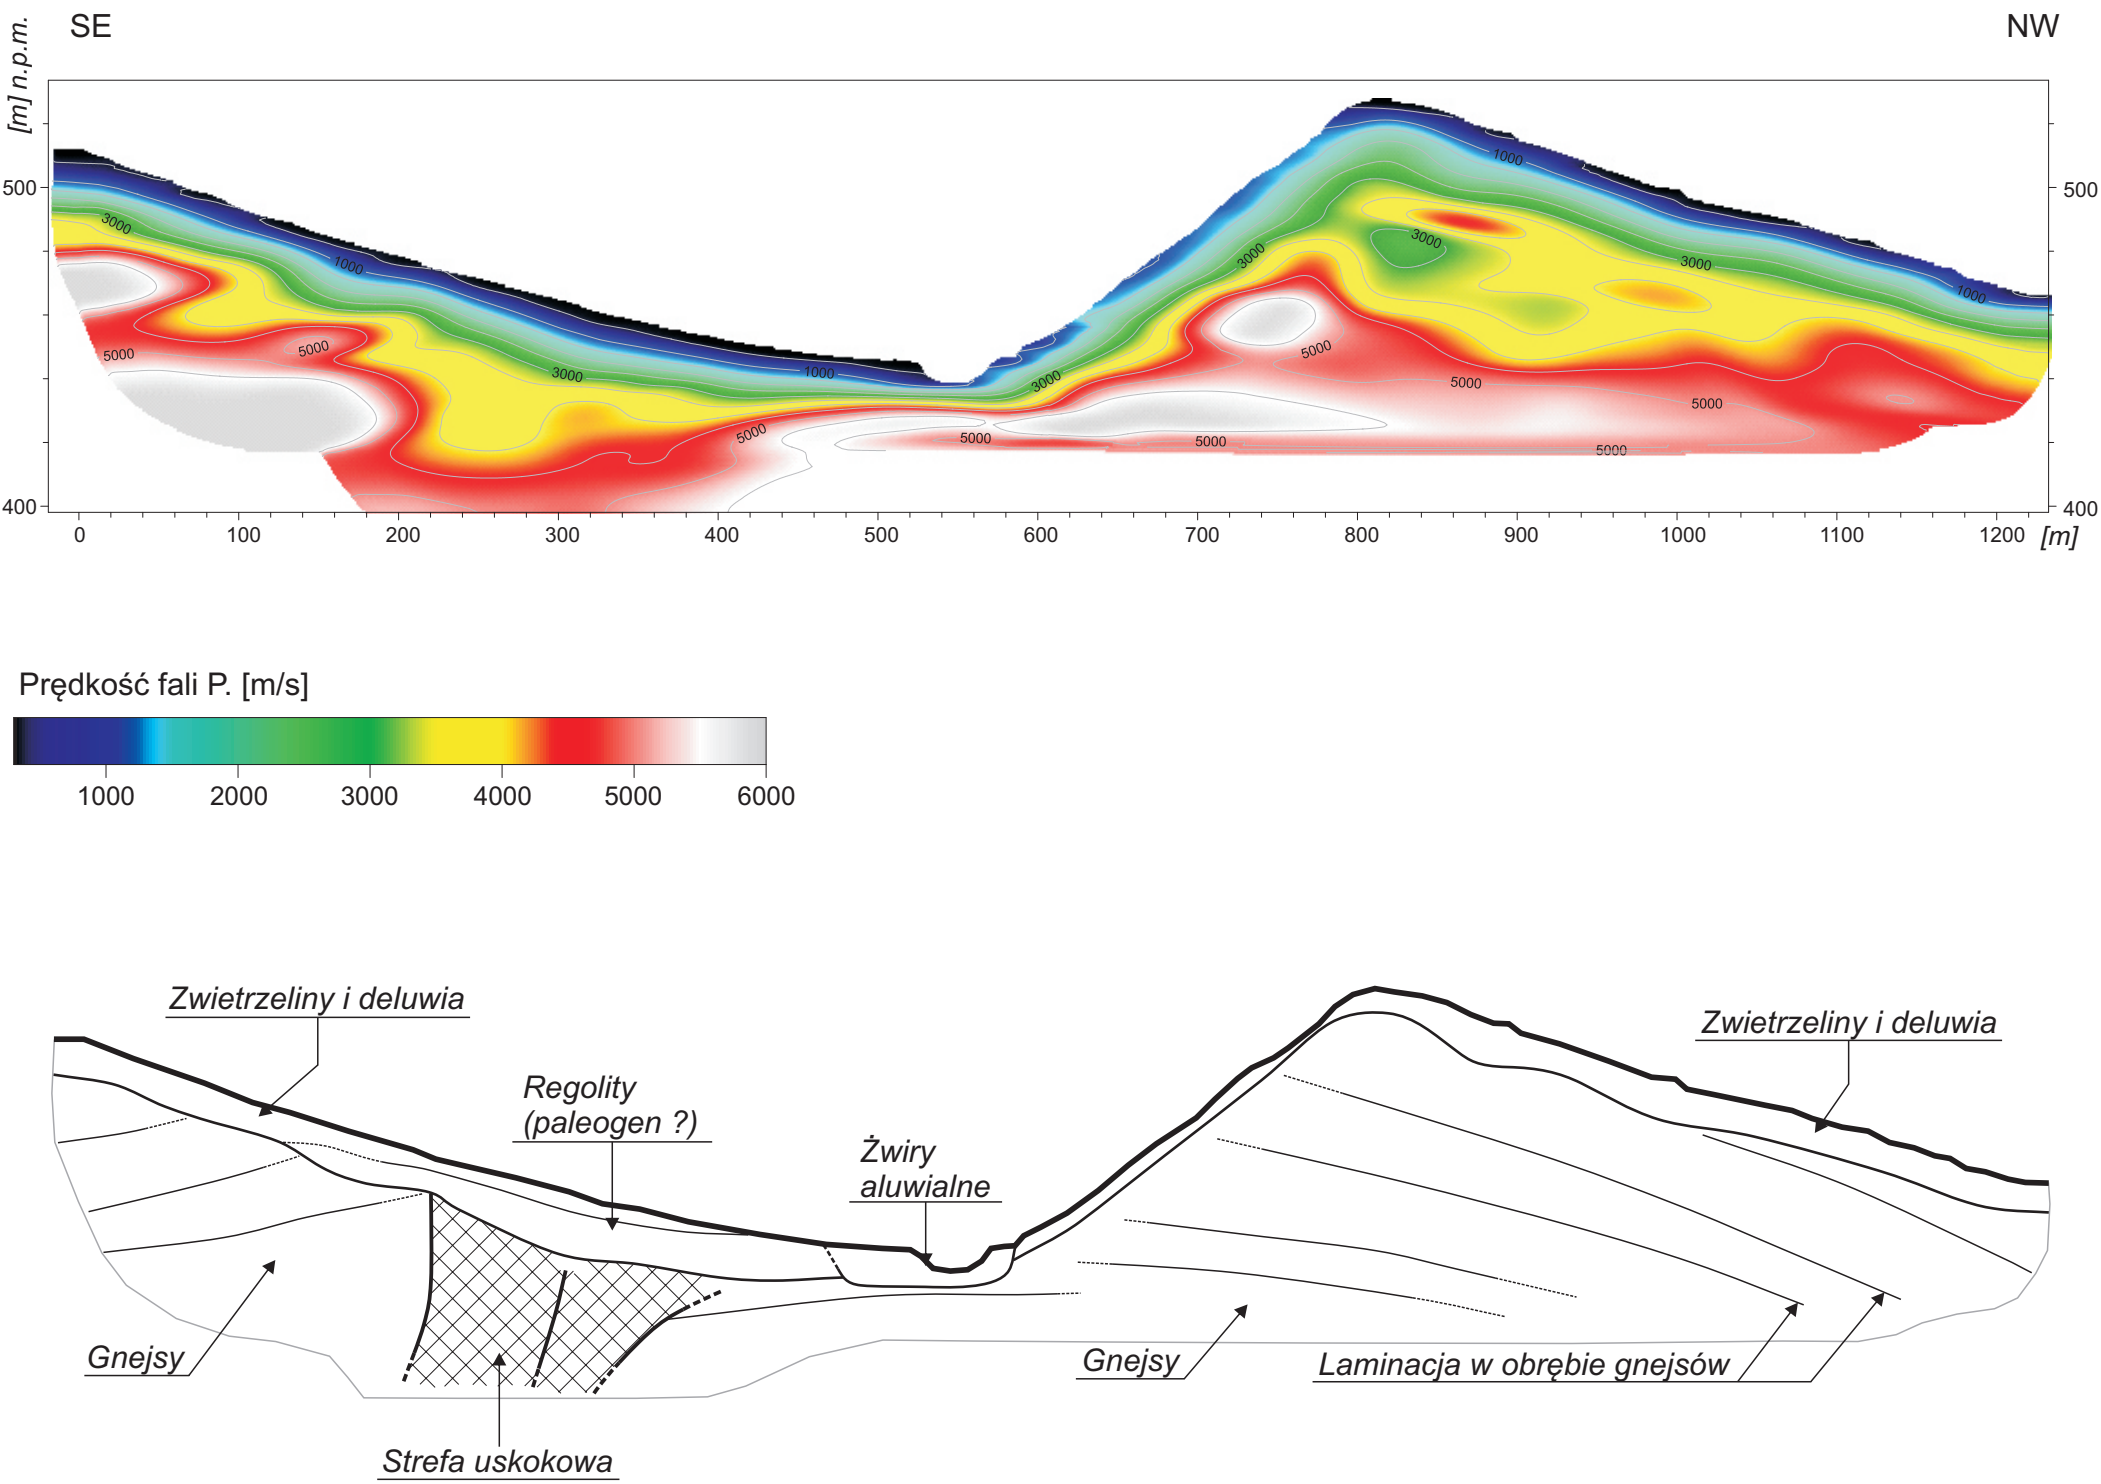 SE
NW
[m] n.p.m.
1000
3000
3000
1000
3000
3000
3000
500
500
1000
1000
5000
5000
5000
3000
1000
3000
5000
5000
5000
5000
5000
5000
400
400
0
100
200
300
400
500
600
700
800
900
1000
1100
1200
[m]
Prędkość fali P. [m/s]
1000
2000
3000
4000
5000
6000
Zwietrzeliny i deluwia
Zwietrzeliny i deluwia
Regolity
(paleogen ?)
Żwiry
aluwialne
Gnejsy
Gnejsy
Laminacja w obrębie gnejsów
Strefa uskokowa